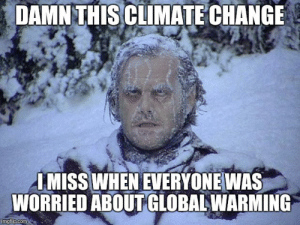 DAMN THIS CLIMATE CHANGE
I MISS WHEN EVERYONE WAS
WORRIED ABOUT GLOBAL WARMING
imgflip.com